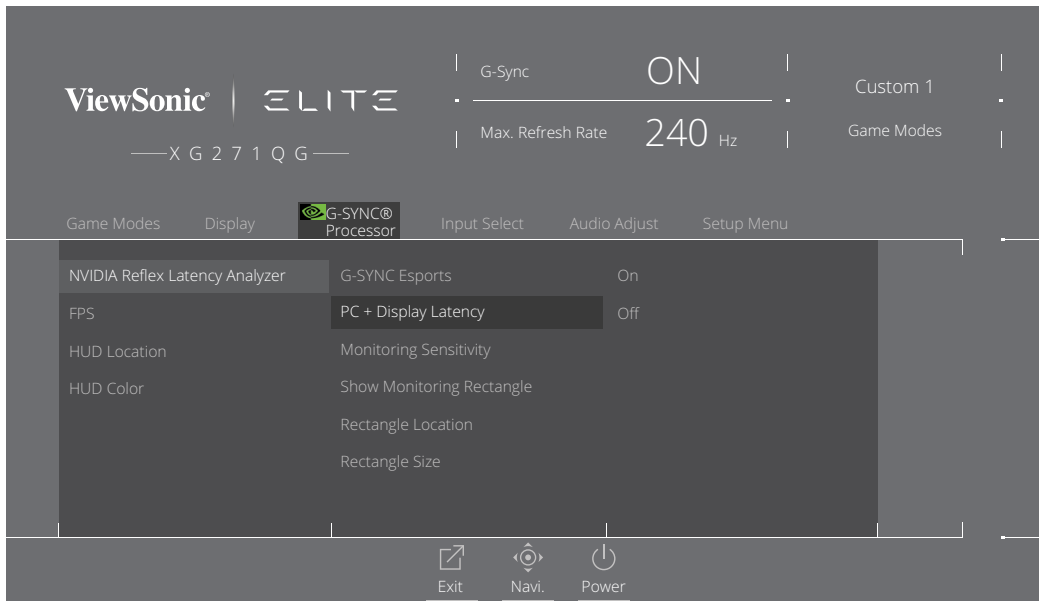 ViewSonic® ELITE
XG271QG
G-Sync ON
Max. Refresh Rate 240 Hz
Custom 1
Game Modes
Game Modes
Display
G-SYNC®
Processor
Input Select
Audio Adjust
Setup Menu
NVIDIA Reflex Latency Analyzer
FPS
HUD Location
HUD Color
G-SYNC Esports
PC + Display Latency
Monitoring Sensitivity
Show Monitoring Rectangle
Rectangle Location
Rectangle Size
On
Off
Exit
Navi.
Power